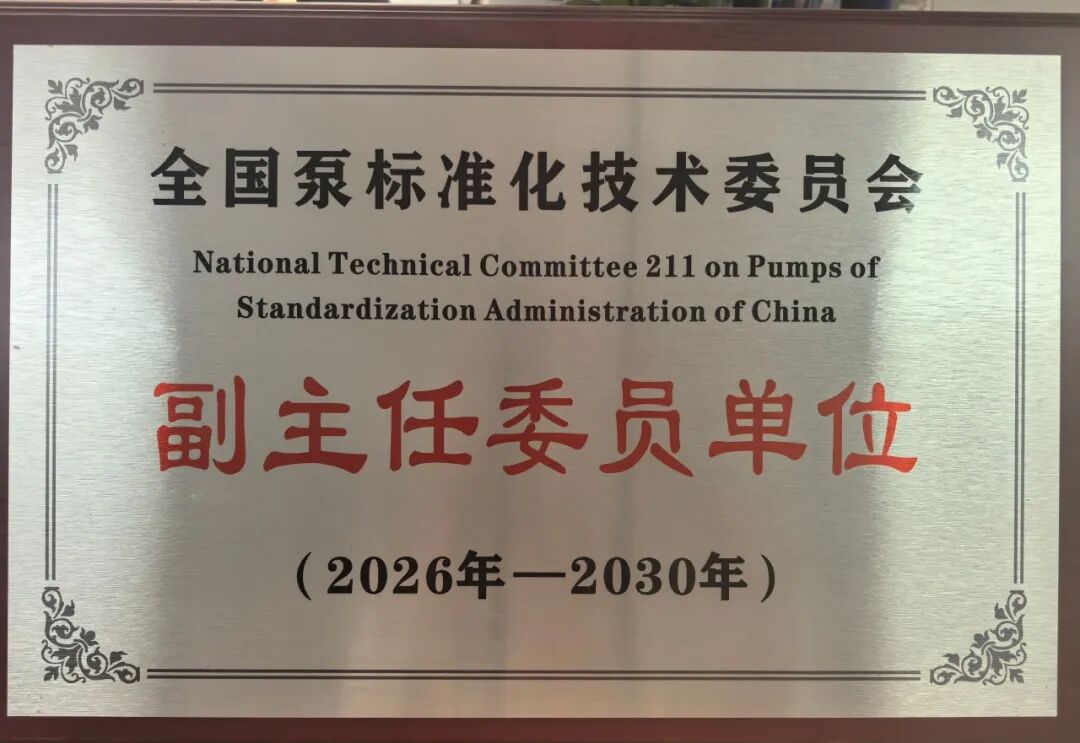 全国泵标准化技术委员会
National Technical Committee 211 on Pumps of
Standardization Administration of China
副主任委员单位
（2026年—2030年）